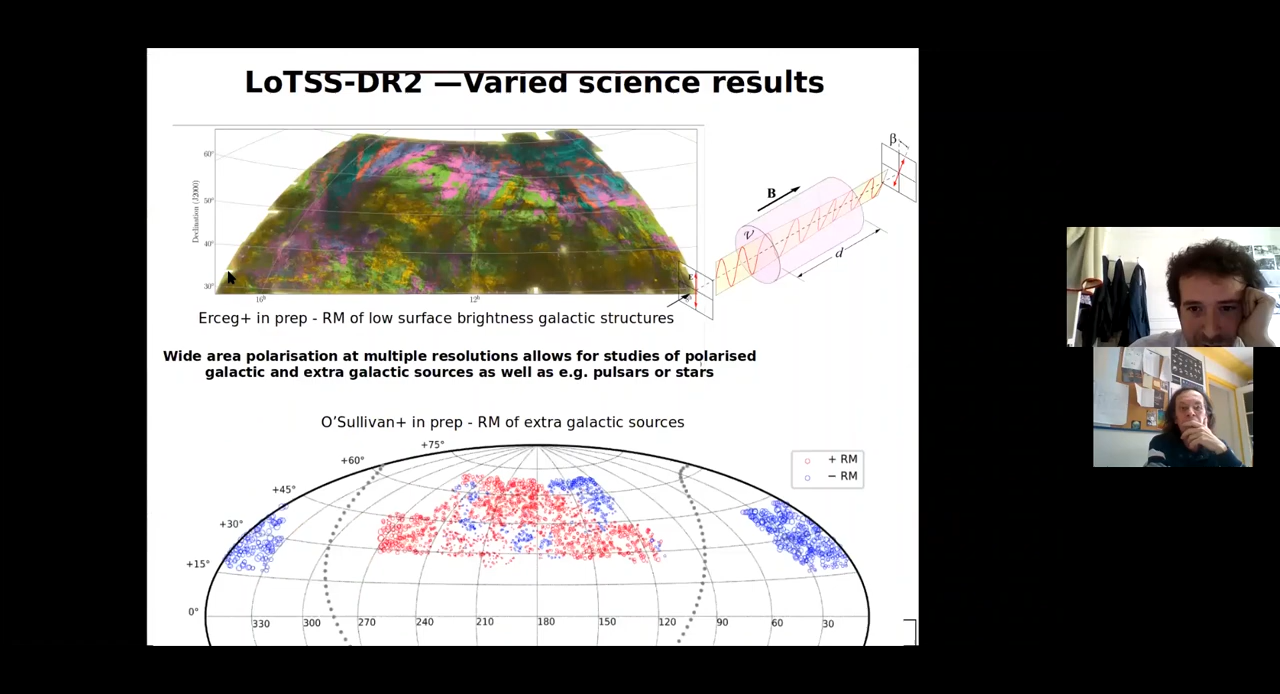 LoTSS-DR2 —Varied science results
60°
50°
40°
30°
Declination (J2000)
16h
12h
B
β
𝒱
d
E
Erceg+ in prep - RM of low surface brightness galactic structures
Wide area polarisation at multiple resolutions allows for studies of polarised
galactic and extra galactic sources as well as e.g. pulsars or stars
O’Sullivan+ in prep - RM of extra galactic sources
+75°
+60°
+45°
+30°
+15°
0°
+ RM
− RM
330 300 270 240 210 180 150 120 90 60 30